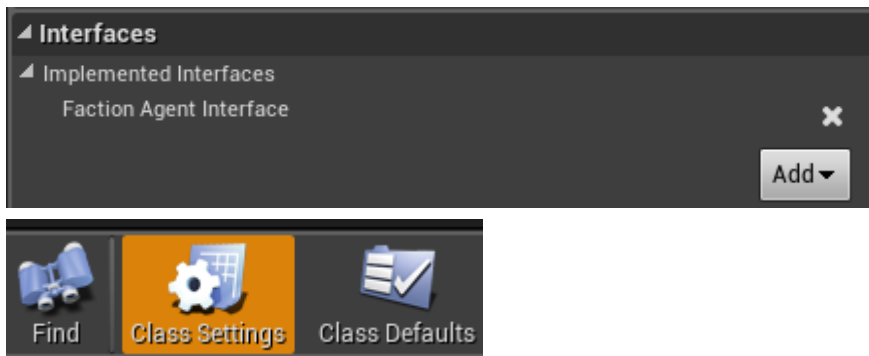 Interfaces
Implemented Interfaces
Faction Agent Interface
Add
Find Class Settings Class Defaults